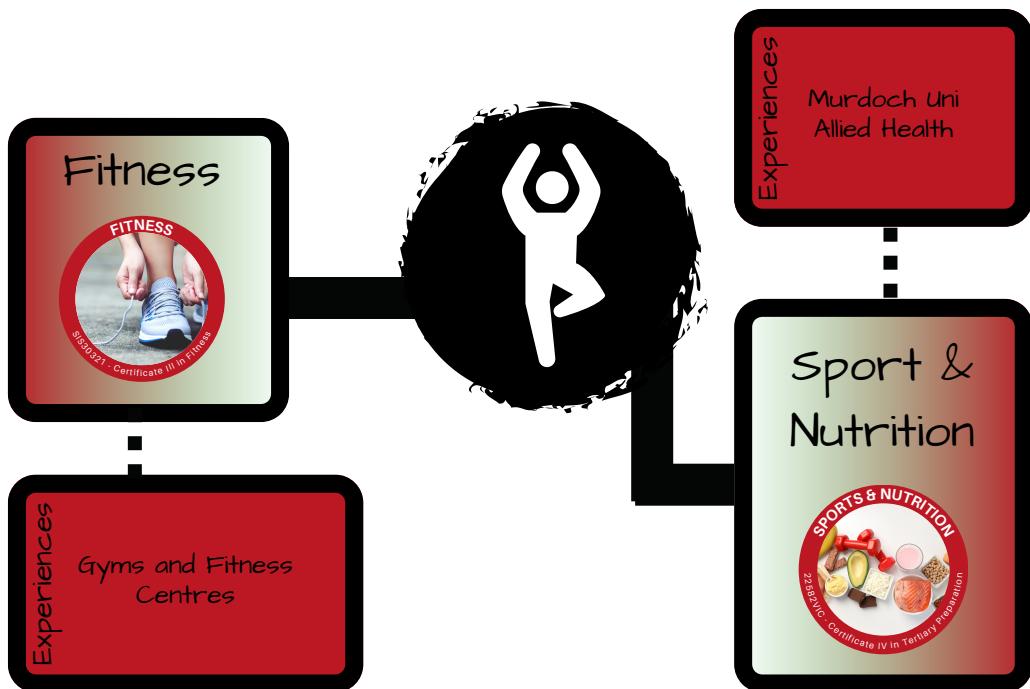 Fitness
FITNESS
SIS30321 - Certificate III in Fitness
Experiences
Gyms and Fitness
Centres
Experiences
Murdoch Uni
Allied Health
Sport &
Nutrition
SPORTS & NUTRITION
22582VIC - Certificate IV in Tertiary Preparation